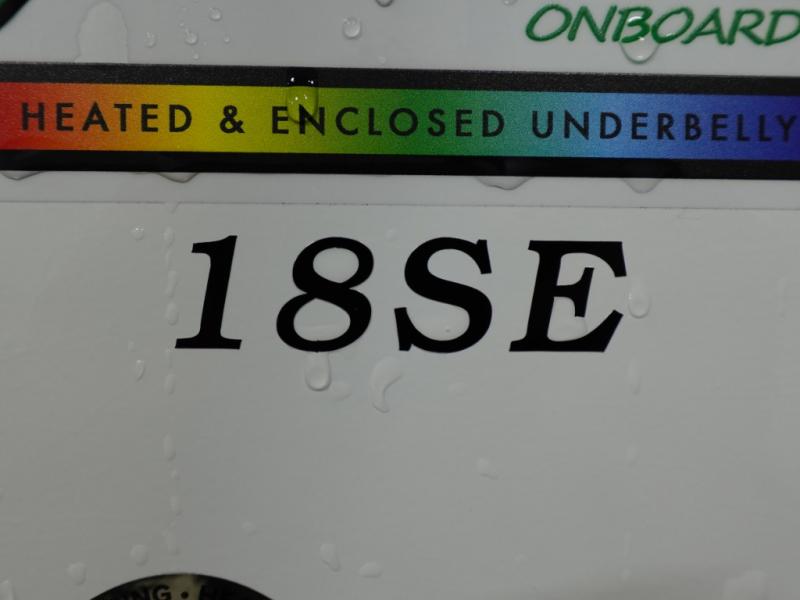 ONBOARD
HEATED & ENCLOSED UNDERBELLY
18SE